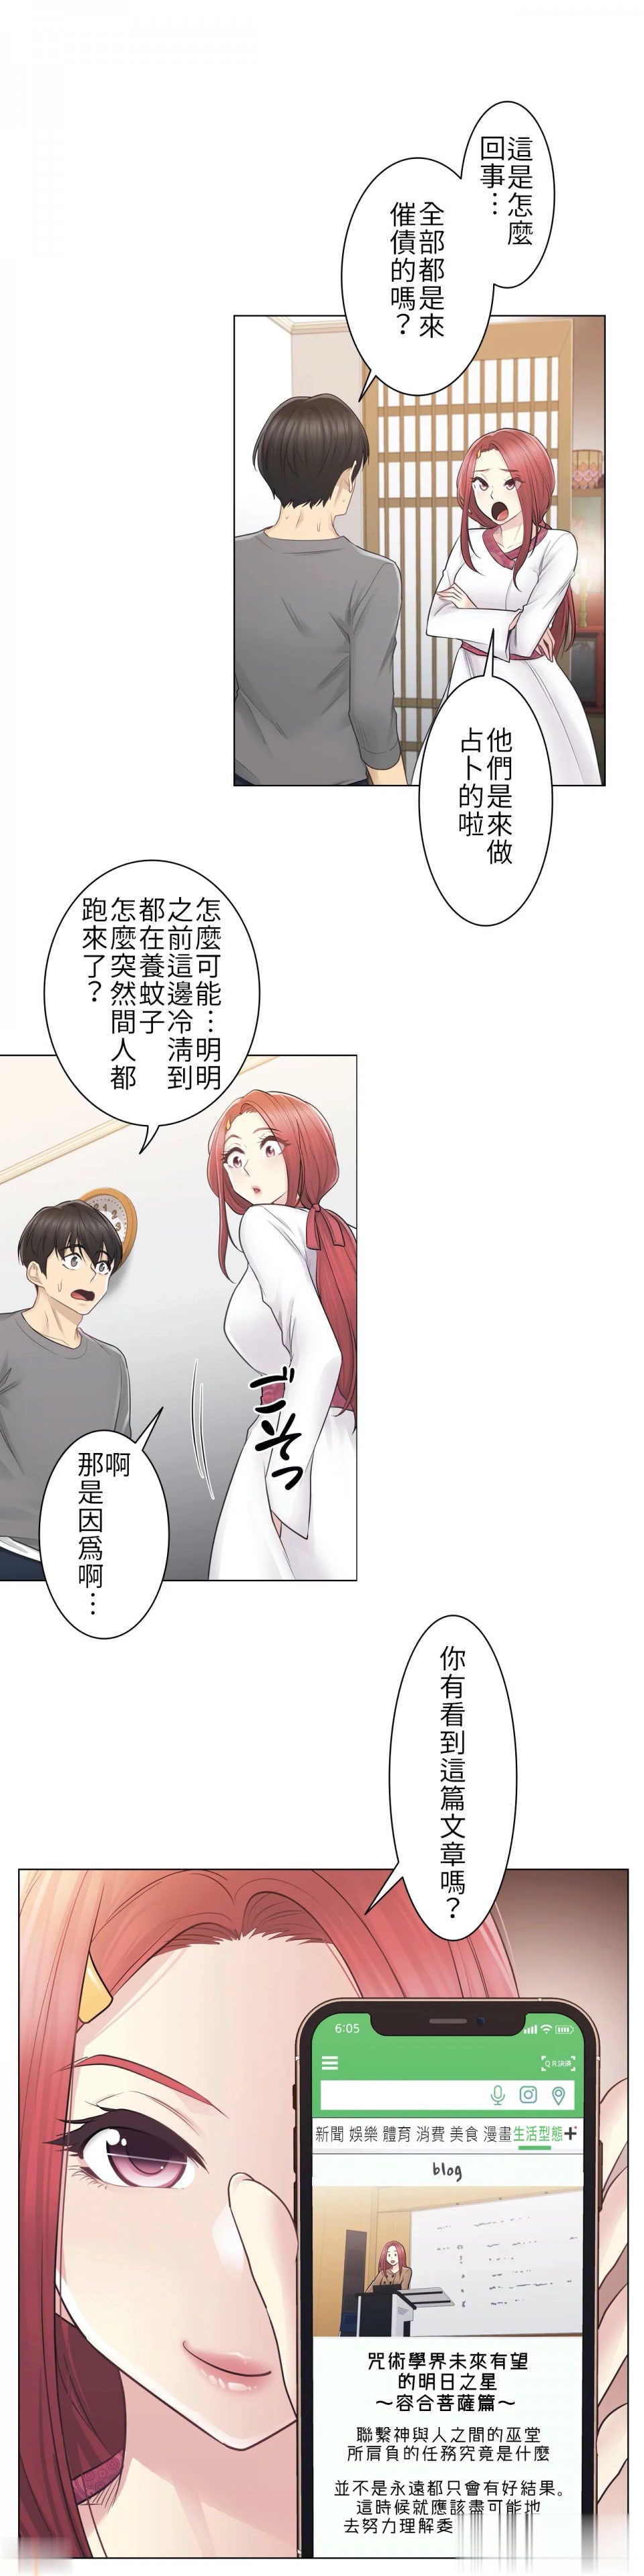 這是怎麼
回事…
全部都是來
催債的嗎？
他們是來做
占卜的啦
怎麼可能…明明
之前這邊冷淸到
都在養蚊子
怎麼突然間人都
跑來了？
啊
那是因爲啊…
你有看到這篇文章嗎？
6:05
QR訣竅
新聞 娛樂 體育 消費 美食 漫畫 生活型態+
blog
咒術學界未來有望
的明日之星
～容合菩薩篇～
聯繫神與人之間的巫堂
所肩負的任務究竟是什麼
並不是永遠都只會有好結果。
這時候就應該盡可能地
去努力理解委